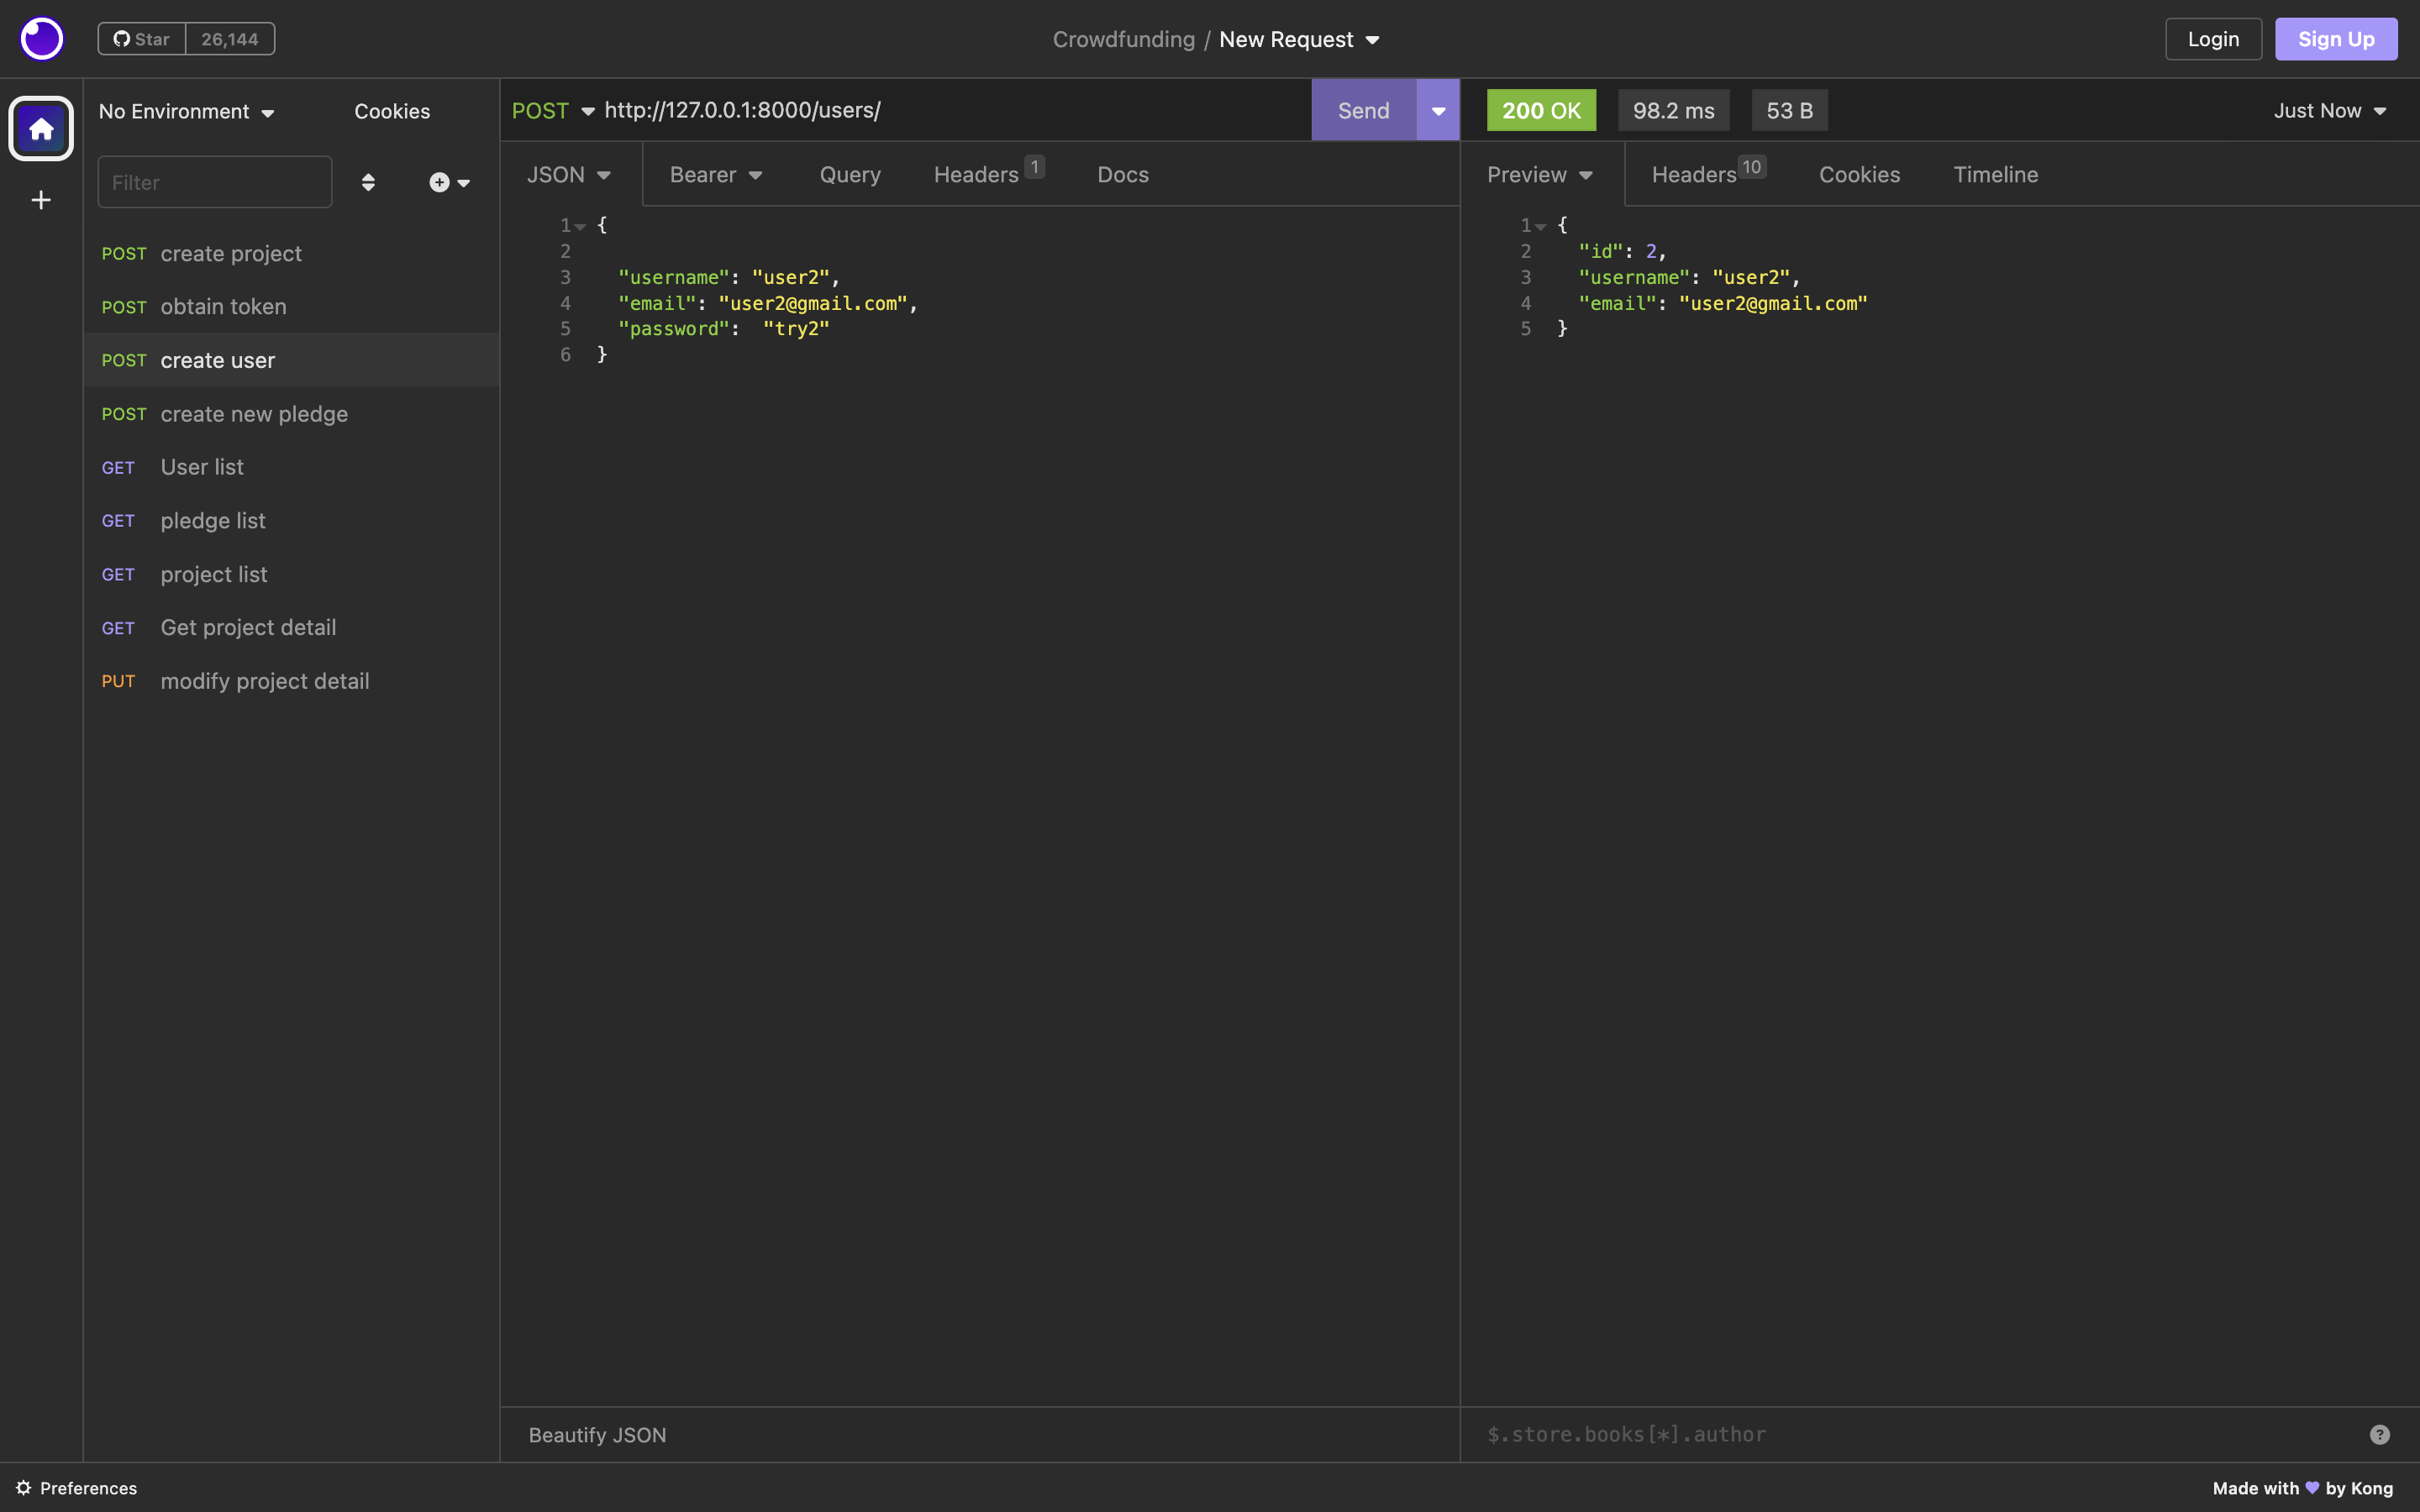 Star 26,144
Crowdfunding / New Request
Login Sign Up
No Environment Cookies
Filter
POST create project
POST obtain token
POST create user
POST create new pledge
GET User list
GET pledge list
GET project list
GET Get project detail
PUT modify project detail
POST http://127.0.0.1:8000/users/ Send
JSON Bearer Query Headers 1 Docs
1 {
2
3 "username": "user2",
4 "email": "user2@gmail.com",
5 "password":  "try2"
6 }
Beautify JSON
200 OK 98.2 ms 53 B Just Now
Preview Headers 10 Cookies Timeline
1 {
2 "id": 2,
3 "username": "user2",
4 "email": "user2@gmail.com"
5 }
$.store.books[*].author ?
Preferences
Made with by Kong